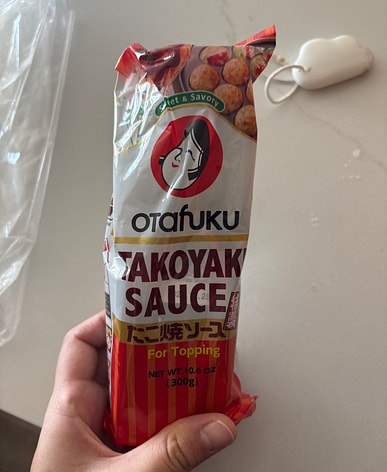 Sweet & Savory
OTAFUKU
TAKOYAKI
SAUCE
たこ焼ソース
For Topping
NET WT.10.6 OZ
(300g)